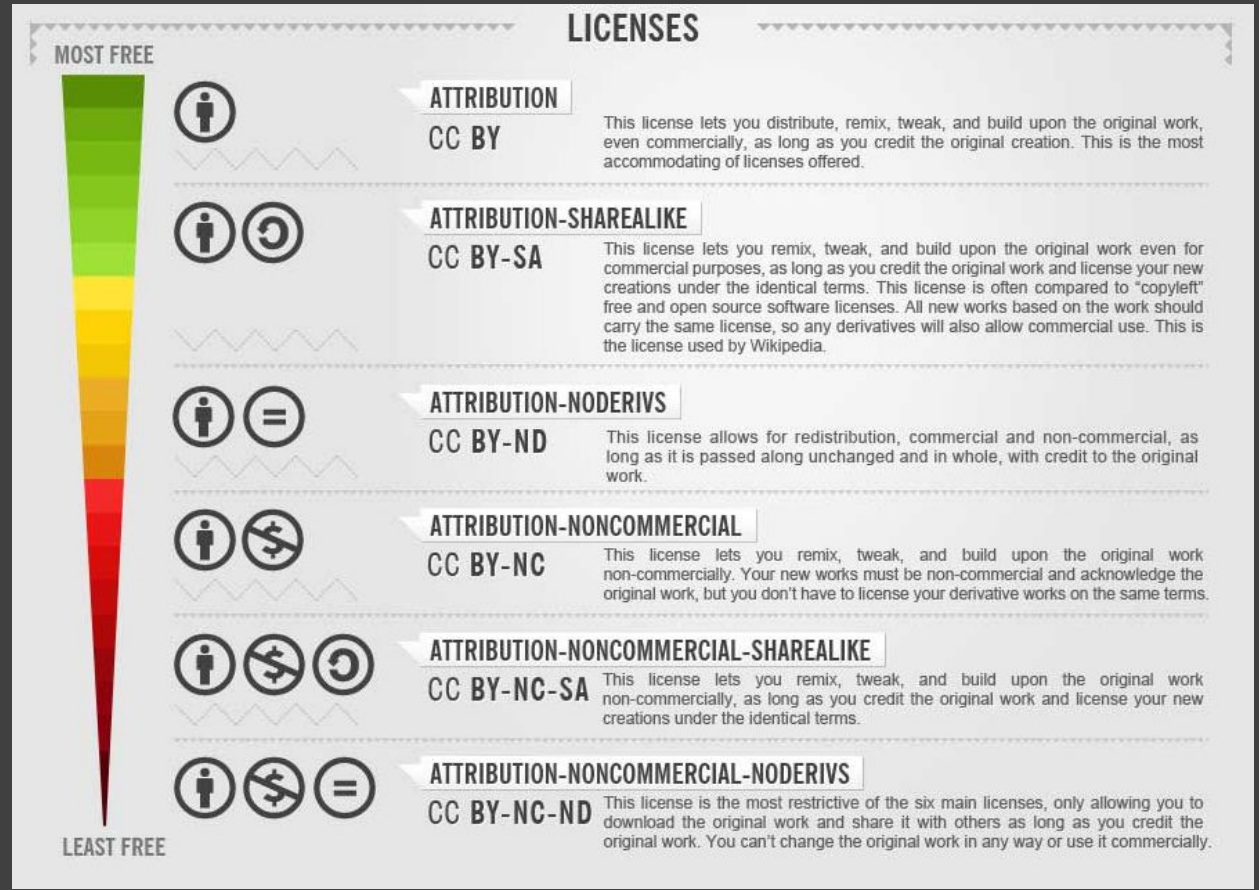 LICENSES
MOST FREE
ATTRIBUTION
CC BY
This license lets you distribute, remix, tweak, and build upon the original work,
even commercially, as long as you credit the original creation. This is the most
accommodating of licenses offered.
ATTRIBUTION-SHAREALIKE
CC BY-SA
This license lets you remix, tweak, and build upon the original work even for
commercial purposes, as long as you credit the original work and license your new
creations under the identical terms. This license is often compared to “copyleft”
free and open source software licenses. All new works based on the work should
carry the same license, so any derivatives will also allow commercial use. This is
the license used by Wikipedia.
ATTRIBUTION-NODERIVS
CC BY-ND
This license allows for redistribution, commercial and non-commercial, as
long as it is passed along unchanged and in whole, with credit to the original
work.
ATTRIBUTION-NONCOMMERCIAL
CC BY-NC
This license lets you remix, tweak, and build upon the original work
non-commercially. Your new works must be non-commercial and acknowledge the
original work, but you don’t have to license your derivative works on the same terms.
ATTRIBUTION-NONCOMMERCIAL-SHAREALIKE
CC BY-NC-SA
This license lets you remix, tweak, and build upon the original work
non-commercially, as long as you credit the original work and license your new
creations under the identical terms.
ATTRIBUTION-NONCOMMERCIAL-NODERIVS
CC BY-NC-ND
This license is the most restrictive of the six main licenses, only allowing you to
download the original work and share it with others as long as you credit the
original work. You can’t change the original work in any way or use it commercially.
LEAST FREE